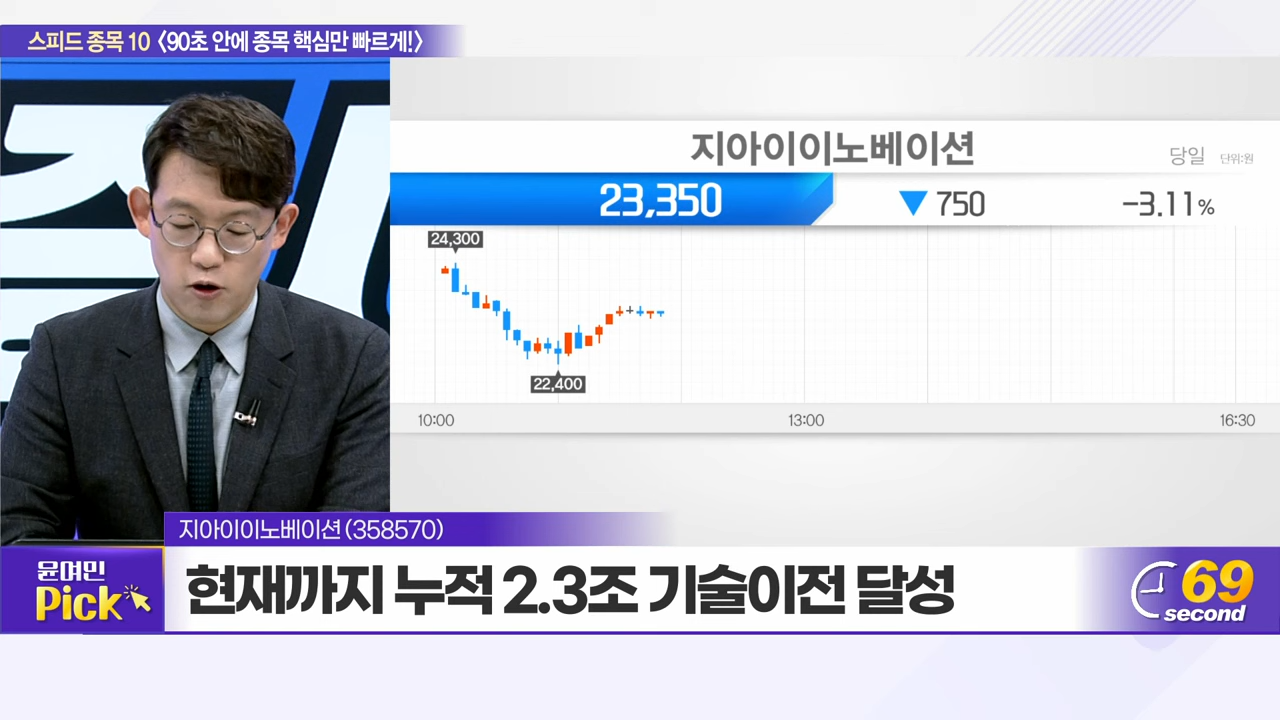 스피드 종목 10 〈90초 안에 종목 핵심만 빠르게!〉
지아이이노베이션
당일 단위:원
23,350 ▼ 750 -3.11%
24,300
22,400
10:00 13:00 16:30
지아이이노베이션 (358570)
윤여민
Pick
현재까지 누적 2.3조 기술이전 달성
69
second